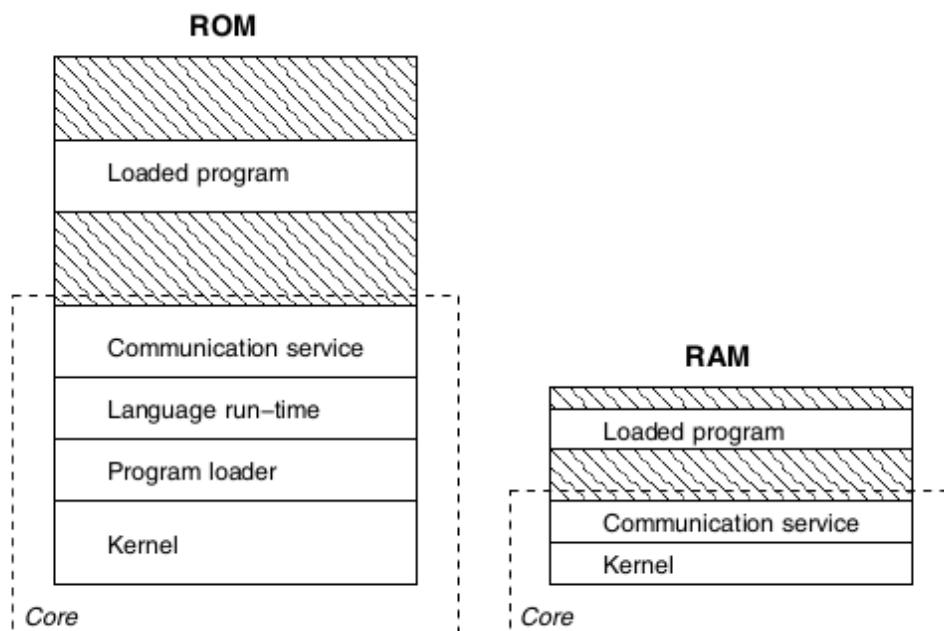 ROM
Loaded program
Communication service
Language run-time
Program loader
Kernel
Core
RAM
Loaded program
Communication service
Kernel
Core